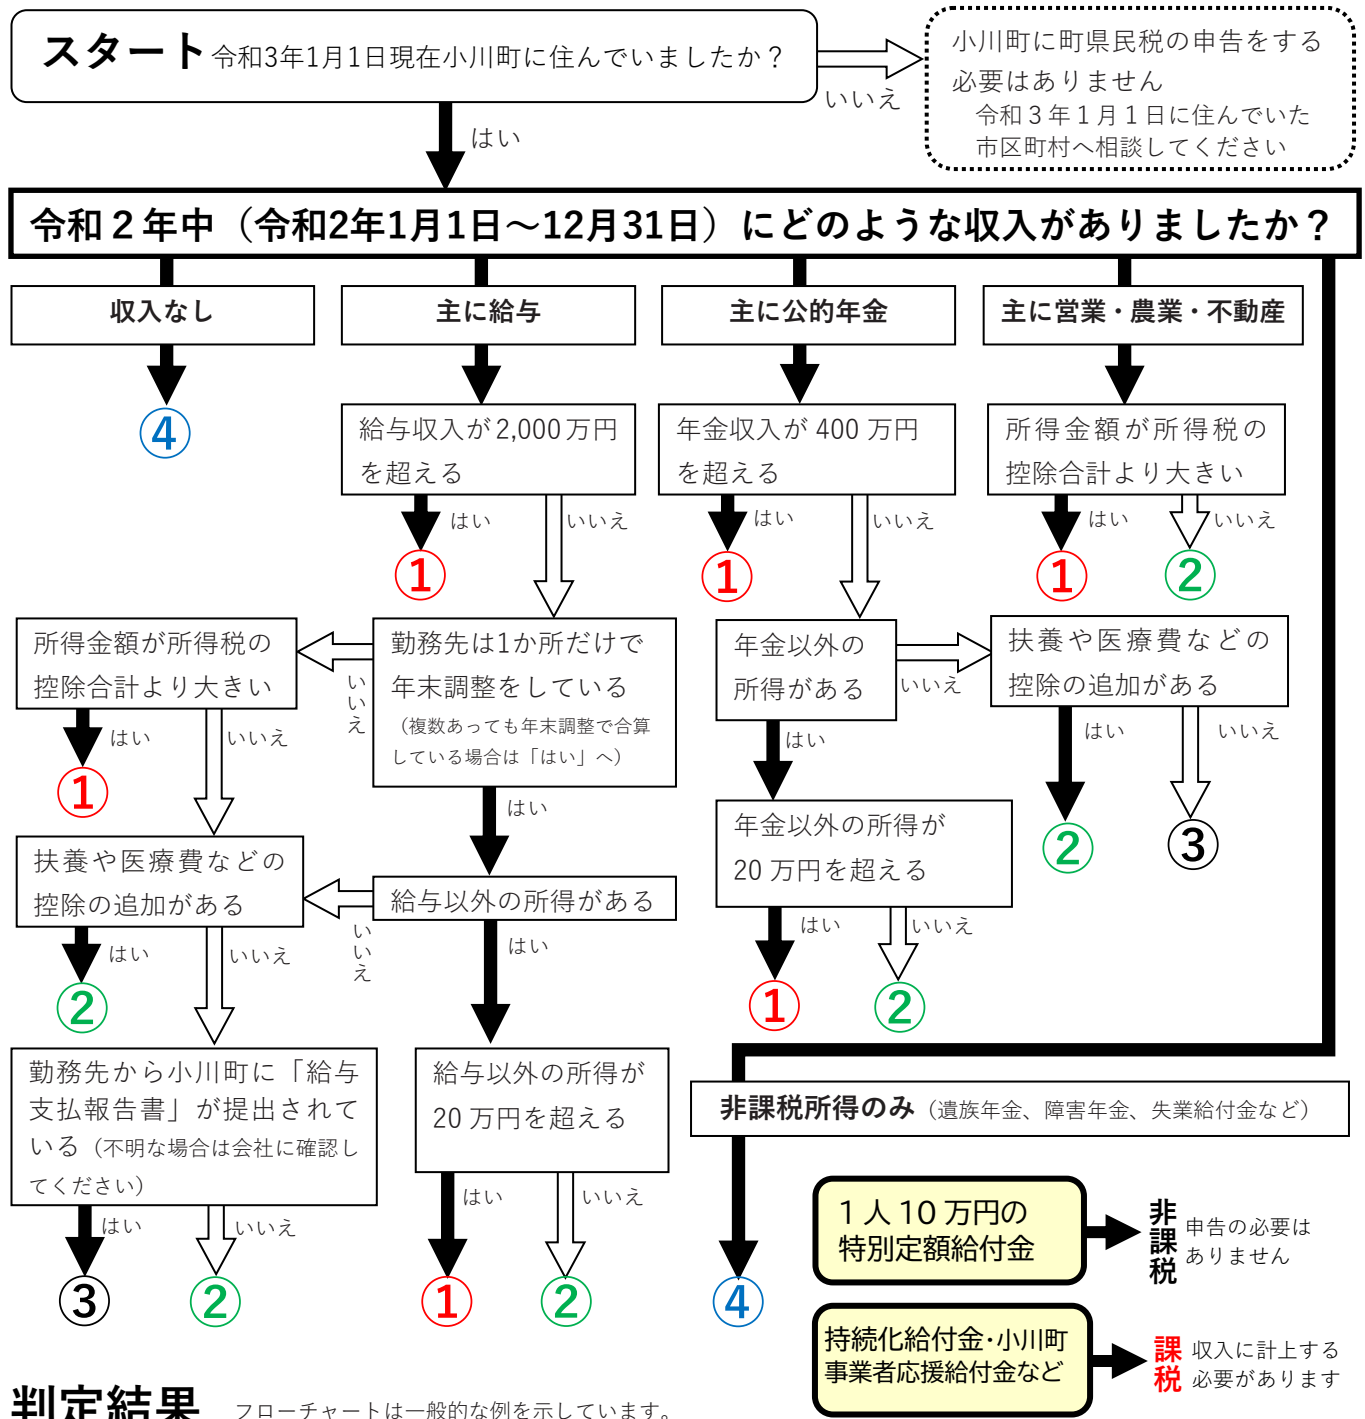 スタート 令和3年1月1日現在小川町に住んでいましたか？
いいえ
小川町に町県民税の申告をする
必要はありません
令和３年１月１日に住んでいた
市区町村へ相談してください
はい
令和２年中（令和2年1月1日～12月31日）にどのような収入がありましたか？
収入なし
主に給与
主に公的年金
主に営業・農業・不動産
④
給与収入が2,000万円
を超える
年金収入が 400 万円
を超える
所得金額が所得税の
控除合計より大きい
はい
いいえ
はい
いいえ
はい
いいえ
①
①
①
②
所得金額が所得税の
控除合計より大きい
いいえ
勤務先は1か所だけで
年末調整をしている
（複数あっても年末調整で合算
している場合は「はい」へ）
年金以外の
所得がある
いいえ
扶養や医療費などの
控除の追加がある
はい
いいえ
はい
はい
はい
いいえ
①
②
③
扶養や医療費などの
控除の追加がある
いいえ
給与以外の所得がある
年金以外の所得が
20 万円を超える
はい
いいえ
はい
はい
いいえ
②
①
②
勤務先から小川町に「給与
支払報告書」が提出されて
いる（不明な場合は会社に確認し
てください）
給与以外の所得が
20 万円を超える
非課税所得のみ（遺族年金、障害年金、失業給付金など）
はい
いいえ
はい
いいえ
③
②
①
②
④
１人 10 万円の
特別定額給付金
非課税
申告の必要は
ありません
持続化給付金・小川町
事業者応援給付金など
課税
収入に計上する
必要があります
判定結果
フローチャートは一般的な例を示しています。